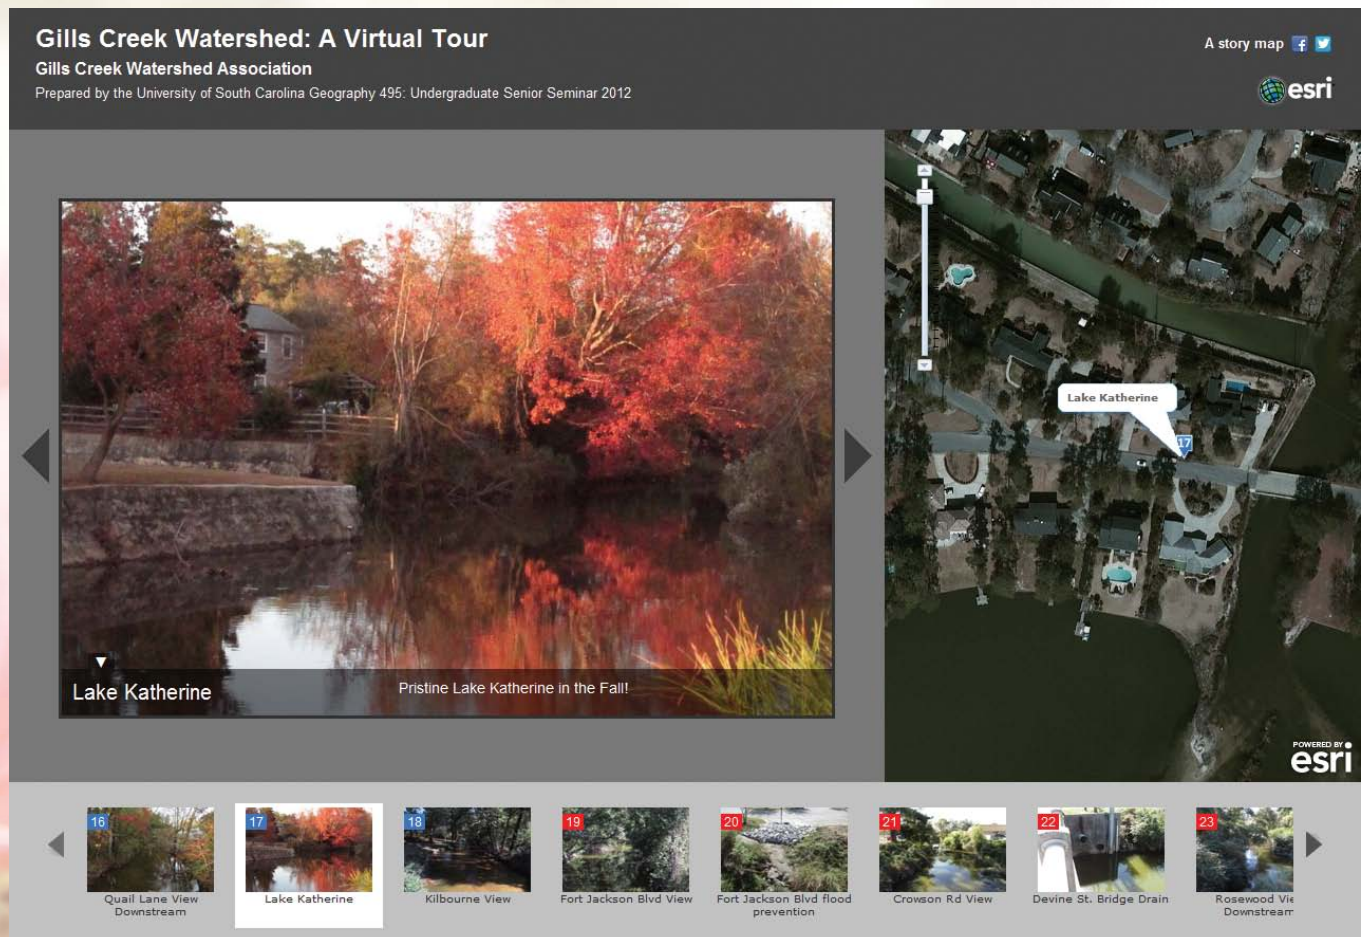 Gills Creek Watershed: A Virtual Tour
Gills Creek Watershed Association
Prepared by the University of South Carolina Geography 495: Undergraduate Senior Seminar 2012
A story map
esri
Lake Katherine
17
Lake Katherine
Pristine Lake Katherine in the Fall!
POWERED BY
esri
16
Quail Lane View
Downstream
17
Lake Katherine
18
Kilbourne View
19
Fort Jackson Blvd View
20
Fort Jackson Blvd flood
prevention
21
Crowson Rd View
22
Devine St. Bridge Drain
23
Rosewood Vie
Downstream